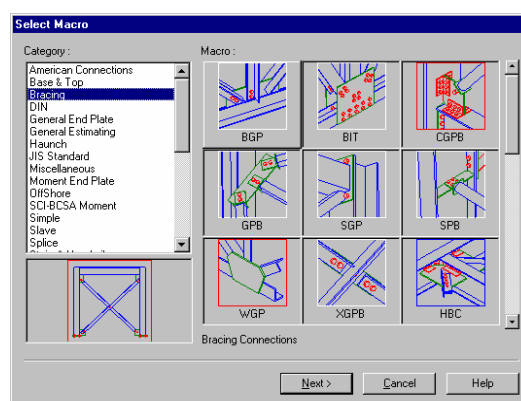 Select Macro
Category :
American Connections
Base & Top
Bracing
DIN
General End Plate
General Estimating
Haunch
JIS Standard
Miscellaneous
Moment End Plate
OffShore
SCI-BCSA Moment
Simple
Slave
Splice
Macro :
BGP
BIT
CGPB
GPB
SGP
SPB
WGP
XGPB
HBC
Bracing Connections
Next >
Cancel
Help